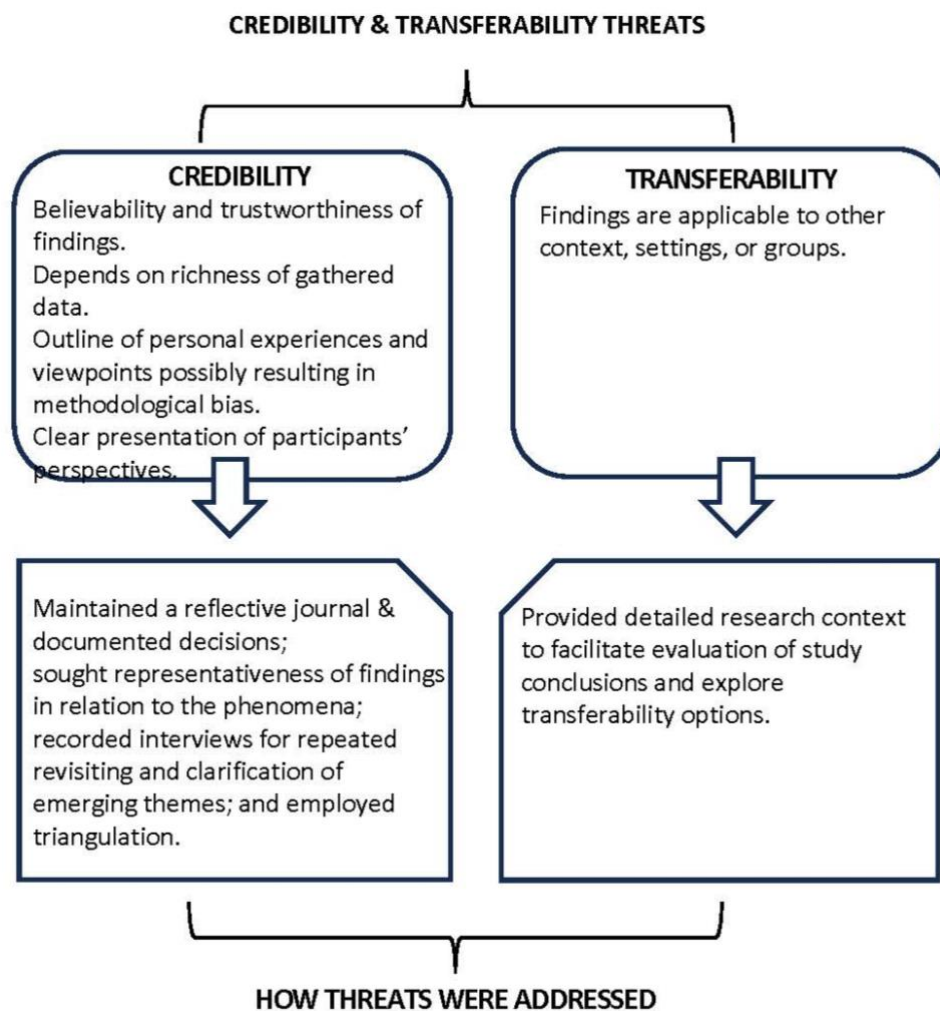 CREDIBILITY & TRANSFERABILITY THREATS
CREDIBILITY
Believability and trustworthiness of
findings.
Depends on richness of gathered
data.
Outline of personal experiences and
viewpoints possibly resulting in
methodological bias.
Clear presentation of participants’
perspectives.
TRANSFERABILITY
Findings are applicable to other
context, settings, or groups.
Maintained a reflective journal &
documented decisions;
sought representativeness of findings
in relation to the phenomena;
recorded interviews for repeated
revisiting and clarification of
emerging themes; and employed
triangulation.
Provided detailed research context
to facilitate evaluation of study
conclusions and explore
transferability options.
HOW THREATS WERE ADDRESSED